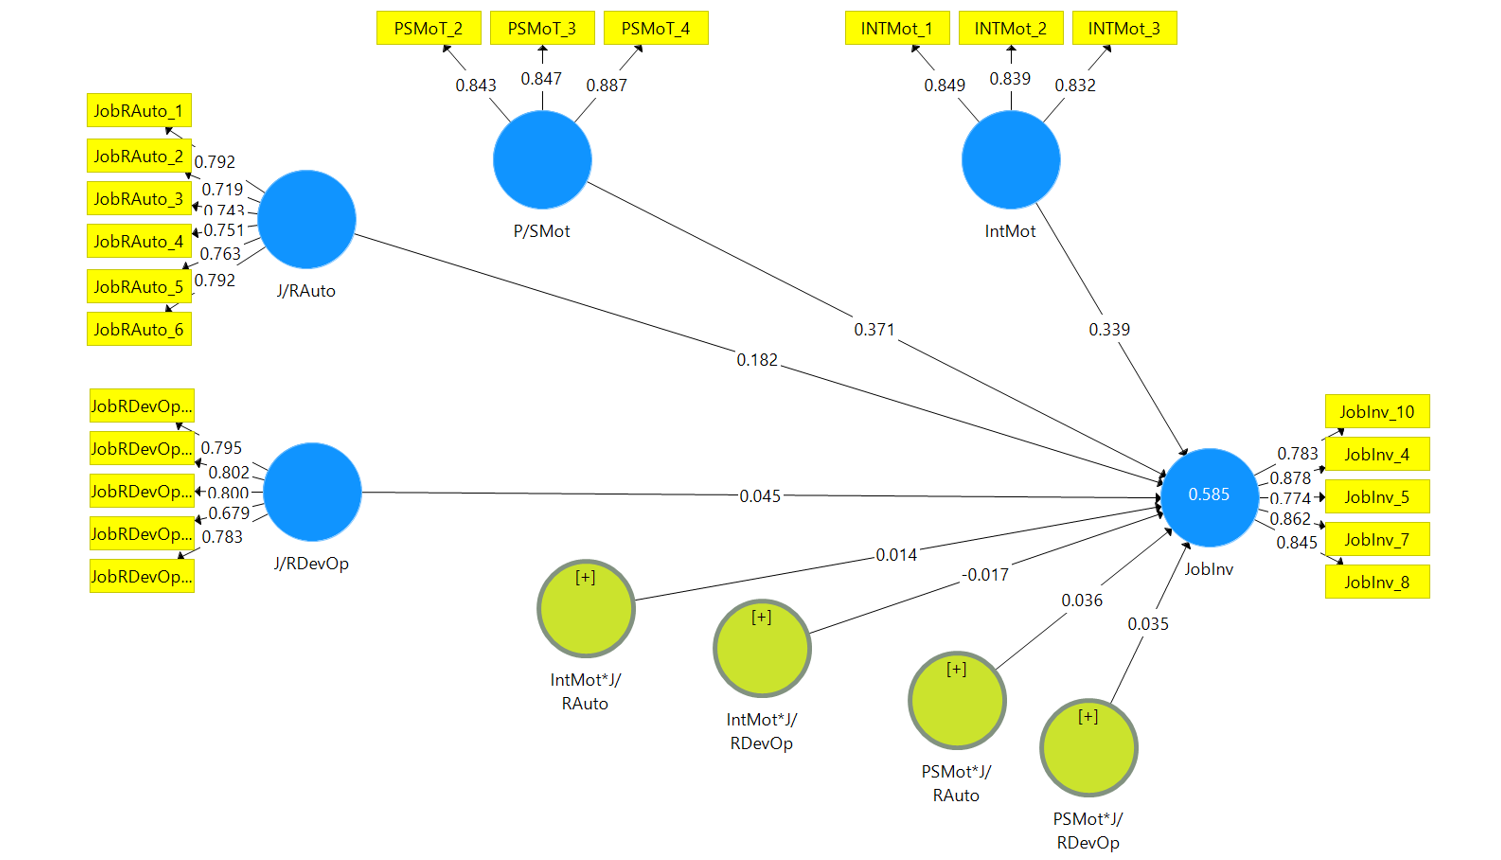 PSMoT_2
PSMoT_3
PSMoT_4
INTMot_1
INTMot_2
INTMot_3
0.843
0.847
0.887
0.849
0.839
0.832
P/SMot
IntMot
JobRAuto_1
JobRAuto_2
JobRAuto_3
JobRAuto_4
JobRAuto_5
JobRAuto_6
0.792
0.719
0.743
0.751
0.763
0.792
J/RAuto
0.371
0.339
0.182
JobRDevOp...
JobRDevOp...
JobRDevOp...
JobRDevOp...
JobRDevOp...
0.795
0.802
0.800
0.679
0.783
J/RDevOp
0.045
0.585
JobInv
0.783
0.878
0.774
0.862
0.845
JobInv_10
JobInv_4
JobInv_5
JobInv_7
JobInv_8
0.014
-0.017
0.036
0.035
[+]
IntMot*J/
RAuto
[+]
IntMot*J/
RDevOp
[+]
PSMot*J/
RAuto
[+]
PSMot*J/
RDevOp